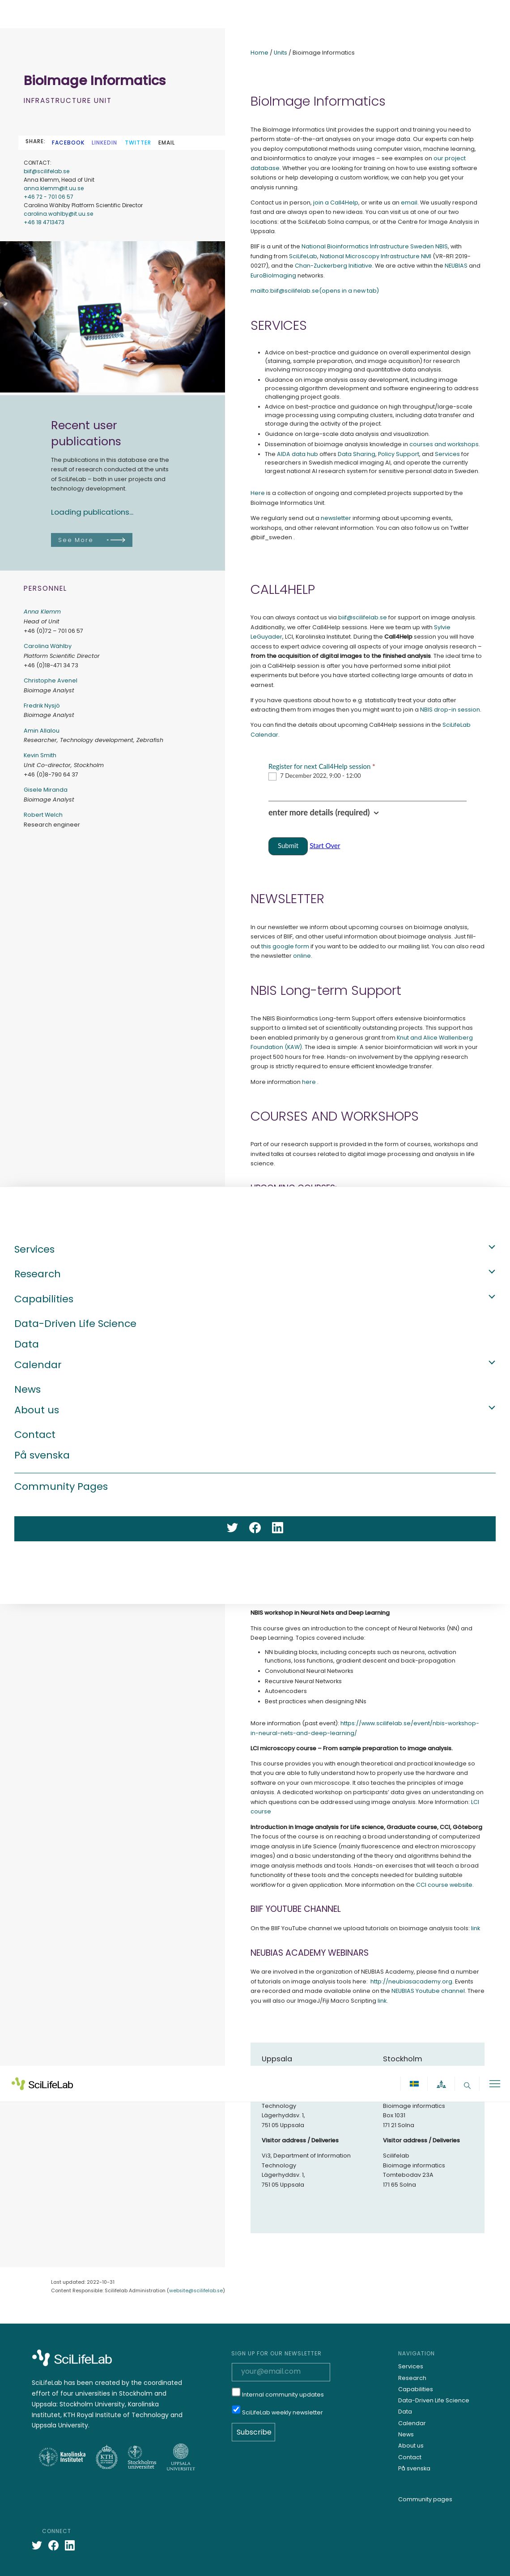 BioImage Informatics
INFRASTRUCTURE UNIT
SHARE: FACEBOOK LINKEDIN TWITTER EMAIL
CONTACT:
biif@scilifelab.se
Anna Klemm, Head of Unit
anna.klemm@it.uu.se
+46 72 - 701 06 57
Carolina Wählby Platform Scientific Director
carolina.wahlby@it.uu.se
+46 18 4713473
Recent user
publications
The publications in this database are the
result of research conducted at the units
of SciLifeLab – both in user projects and
technology development.
Loading publications...
See More
PERSONNEL
Anna Klemm
Head of Unit
+46 (0)72 – 701 06 57
Carolina Wählby
Platform Scientific Director
+46 (0)18-471 34 73
Christophe Avenel
Bioimage Analyst
Fredrik Nysjö
Bioimage Analyst
Amin Allalou
Researcher, Technology development, Zebrafish
Kevin Smith
Unit Co-director, Stockholm
+46 (0)8-790 64 37
Gisele Miranda
Bioimage Analyst
Robert Welch
Research engineer
Home / Units / Bioimage Informatics
BioImage Informatics
The BioImage Informatics Unit provides the support and training you need to
perform state-of-the-art analyses on your image data. Our experts can help you
deploy quantitative methods using computer vision, machine learning,
and bioinformatics to analyze your images – see examples on our project
database. Whether you are looking for training on how to use existing software and
solutions or help developing a custom workflow, we can help you get your
analysis running.
Contact us in person, join a Call4Help, or write us an email. We usually respond
fast and are always open to new ideas. You can visit us at one of our two
locations: at the SciLifeLab Solna campus, or at the Centre for Image Analysis in
Uppsala.
BIIF is a unit of the National Bioinformatics Infrastructure Sweden NBIS, with
funding from SciLifeLab, National Microscopy Infrastructure NMI (VR-RFI 2019-
00217), and the Chan-Zuckerberg Initiative. We are active within the NEUBIAS and
EuroBioImaging networks.
mailto:biif@scilifelab.se(opens in a new tab)
SERVICES
Advice on best-practice and guidance on overall experimental design
(staining, sample preparation, and image acquisition) for research
involving microscopy imaging and quantitative data analysis.
Guidance on image analysis assay development, including image
processing algorithm development and software engineering to address
challenging project goals.
Advice on best-practice and guidance on high throughput/large-scale
image processing using computing clusters, including data transfer and
storage during the activity of the project.
Guidance on large-scale data analysis and visualization.
Dissemination of bioimage analysis knowledge in courses and workshops.
The AIDA data hub offers Data Sharing, Policy Support, and Services for
researchers in Swedish medical imaging AI, and operate the currently
largest national AI research system for sensitive personal data in Sweden.
Here is a collection of ongoing and completed projects supported by the
BioImage Informatics Unit.
We regularly send out a newsletter informing about upcoming events,
workshops, and other relevant information. You can also follow us on Twitter
@biif_sweden .
CALL4HELP
You can always contact us via biif@scilifelab.se for support on image analysis.
Additionally, we offer Call4Help sessions. Here we team up with Sylvie
LeGuyader, LCI, Karolinska Institutet. During the Call4Help session you will have
access to expert advice covering all aspects of your image analysis research –
from the acquisition of digital images to the finished analysis. The ideal time to
join a Call4Help session is after you have performed an initial pilot
experiment but before you spend collecting large amounts of data in
earnest.
If you have questions about how to e.g. statistically treat your data after
extracting them from images then you might want to join a NBIS drop-in session.
You can find the details about upcoming Call4Help sessions in the SciLifeLab
Calendar.
Register for next Call4Help session *
7 December 2022, 9:00 - 12:00
enter more details (required)
Submit Start Over
NEWSLETTER
In our newsletter we inform about upcoming courses on bioimage analysis,
services of BIIF, and other useful information about bioimage analysis. Just fill-
out this google form if you want to be added to our mailing list. You can also read
the newsletter online.
NBIS Long-term Support
The NBIS Bioinformatics Long-term Support offers extensive bioinformatics
support to a limited set of scientifically outstanding projects. This support has
been enabled primarily by a generous grant from Knut and Alice Wallenberg
Foundation (KAW). The idea is simple: A senior bioinformatician will work in your
project 500 hours for free. Hands-on involvement by the applying research
group is strictly required to ensure efficient knowledge transfer.
More information here .
COURSES AND WORKSHOPS
Part of our research support is provided in the form of courses, workshops and
invited talks at courses related to digital image processing and analysis in life
science.
UPCOMING COURSES:
Services
Research
Capabilities
Data-Driven Life Science
Data
Calendar
News
About us
Contact
På svenska
Community Pages
NBIS workshop in Neural Nets and Deep Learning
This course gives an introduction to the concept of Neural Networks (NN) and
Deep Learning. Topics covered include:
NN building blocks, including concepts such as neurons, activation
functions, loss functions, gradient descent and back-propagation
Convolutional Neural Networks
Recursive Neural Networks
Autoencoders
Best practices when designing NNs
More information (past event): https://www.scilifelab.se/event/nbis-workshop-
in-neural-nets-and-deep-learning/
LCI microscopy course – From sample preparation to image analysis.
This course provides you with enough theoretical and practical knowledge so
that you are able to fully understand how to properly use the hardware and
software on your own microscope. It also teaches the principles of image
anlaysis. A dedicated workshop on participants' data gives an understanding on
which questions can be addressed using image analysis. More Information: LCI
course
Introduction in Image analysis for Life science, Graduate course, CCI, Göteborg
The focus of the course is on reaching a broad understanding of computerized
image analysis in Life Science (mainly fluorescence and electron microscopy
images) and a basic understanding of the theory and algorithms behind the
image analysis methods and tools. Hands-on exercises that will teach a broad
functionality of these tools and the concepts needed for building suitable
workflow for a given application. More information on the CCI course website.
BIIF YOUTUBE CHANNEL
On the BIIF YouTube channel we upload tutorials on bioimage analysis tools: link
NEUBIAS ACADEMY WEBINARS
We are involved in the organization of NEUBIAS Academy, please find a number
of tutorials on image analysis tools here: http://neubiasacademy.org. Events
are recorded and made available online on the NEUBIAS Youtube channel. There
you will also our ImageJ/Fiji Macro Scripting link.
Uppsala
Stockholm
SciLifeLab
Technology
Lägerhyddsv. 1,
751 05 Uppsala
Visitor address / Deliveries
Vi3, Department of Information
Technology
Lägerhyddsv. 1,
751 05 Uppsala
Bioimage informatics
Box 1031
171 21 Solna
Visitor address / Deliveries
Scilifelab
Bioimage informatics
Tomtebodav 23A
171 65 Solna
Last updated: 2022-10-31
Content Responsible: Scilifelab Administration (website@scilifelab.se)
SciLifeLab
SciLifeLab has been created by the coordinated
effort of four universities in Stockholm and
Uppsala: Stockholm University, Karolinska
Institutet, KTH Royal Institute of Technology and
Uppsala University.
Karolinska Institutet
KTH
Stockholms universitet
UPPSALA UNIVERSITET
CONNECT
SIGN UP FOR OUR NEWSLETTER
your@email.com
Internal community updates
SciLifeLab weekly newsletter
Subscribe
NAVIGATION
Services
Research
Capabilities
Data-Driven Life Science
Data
Calendar
News
About us
Contact
På svenska
Community pages